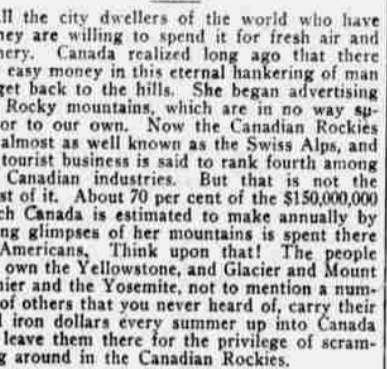 ll the city dwellers of the world who have
ney are willing to spend it for fresh air and
nery. Canada realized long ago that there
easy money in this eternal hankering of man
get back to the hills. She began advertising
Rocky mountains, which are in no way su-
or to our own. Now the Canadian Rockies
almost as well known as the Swiss Alps, and
tourist business is said to rank fourth among
Canadian industries. But that is not the
st of it. About 70 per cent of the $150,000,000
ch Canada is estimated to make annually by
ng glimpses of her mountains is spent there
Americans, Think upon that! The people
own the Yellowstone, and Glacier and Mount
nier and the Yosemite, not to mention a num-
of others that you never heard of, carry their
l iron dollars every summer up into Canada
leave them there for the privilege of scram-
g around in the Canadian Rockies.